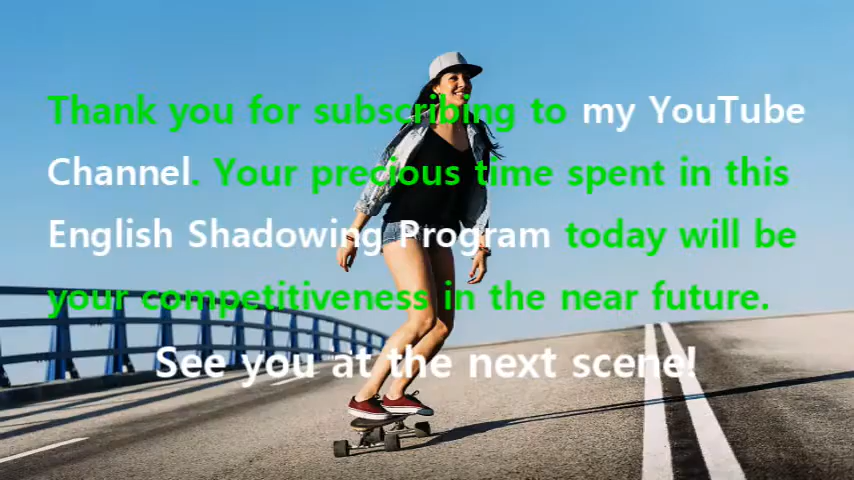 Thank you for subscribing to my YouTube
Channel. Your precious time spent in this
English Shadowing Program today will be
your competitiveness in the near future.
See you at the next scene!